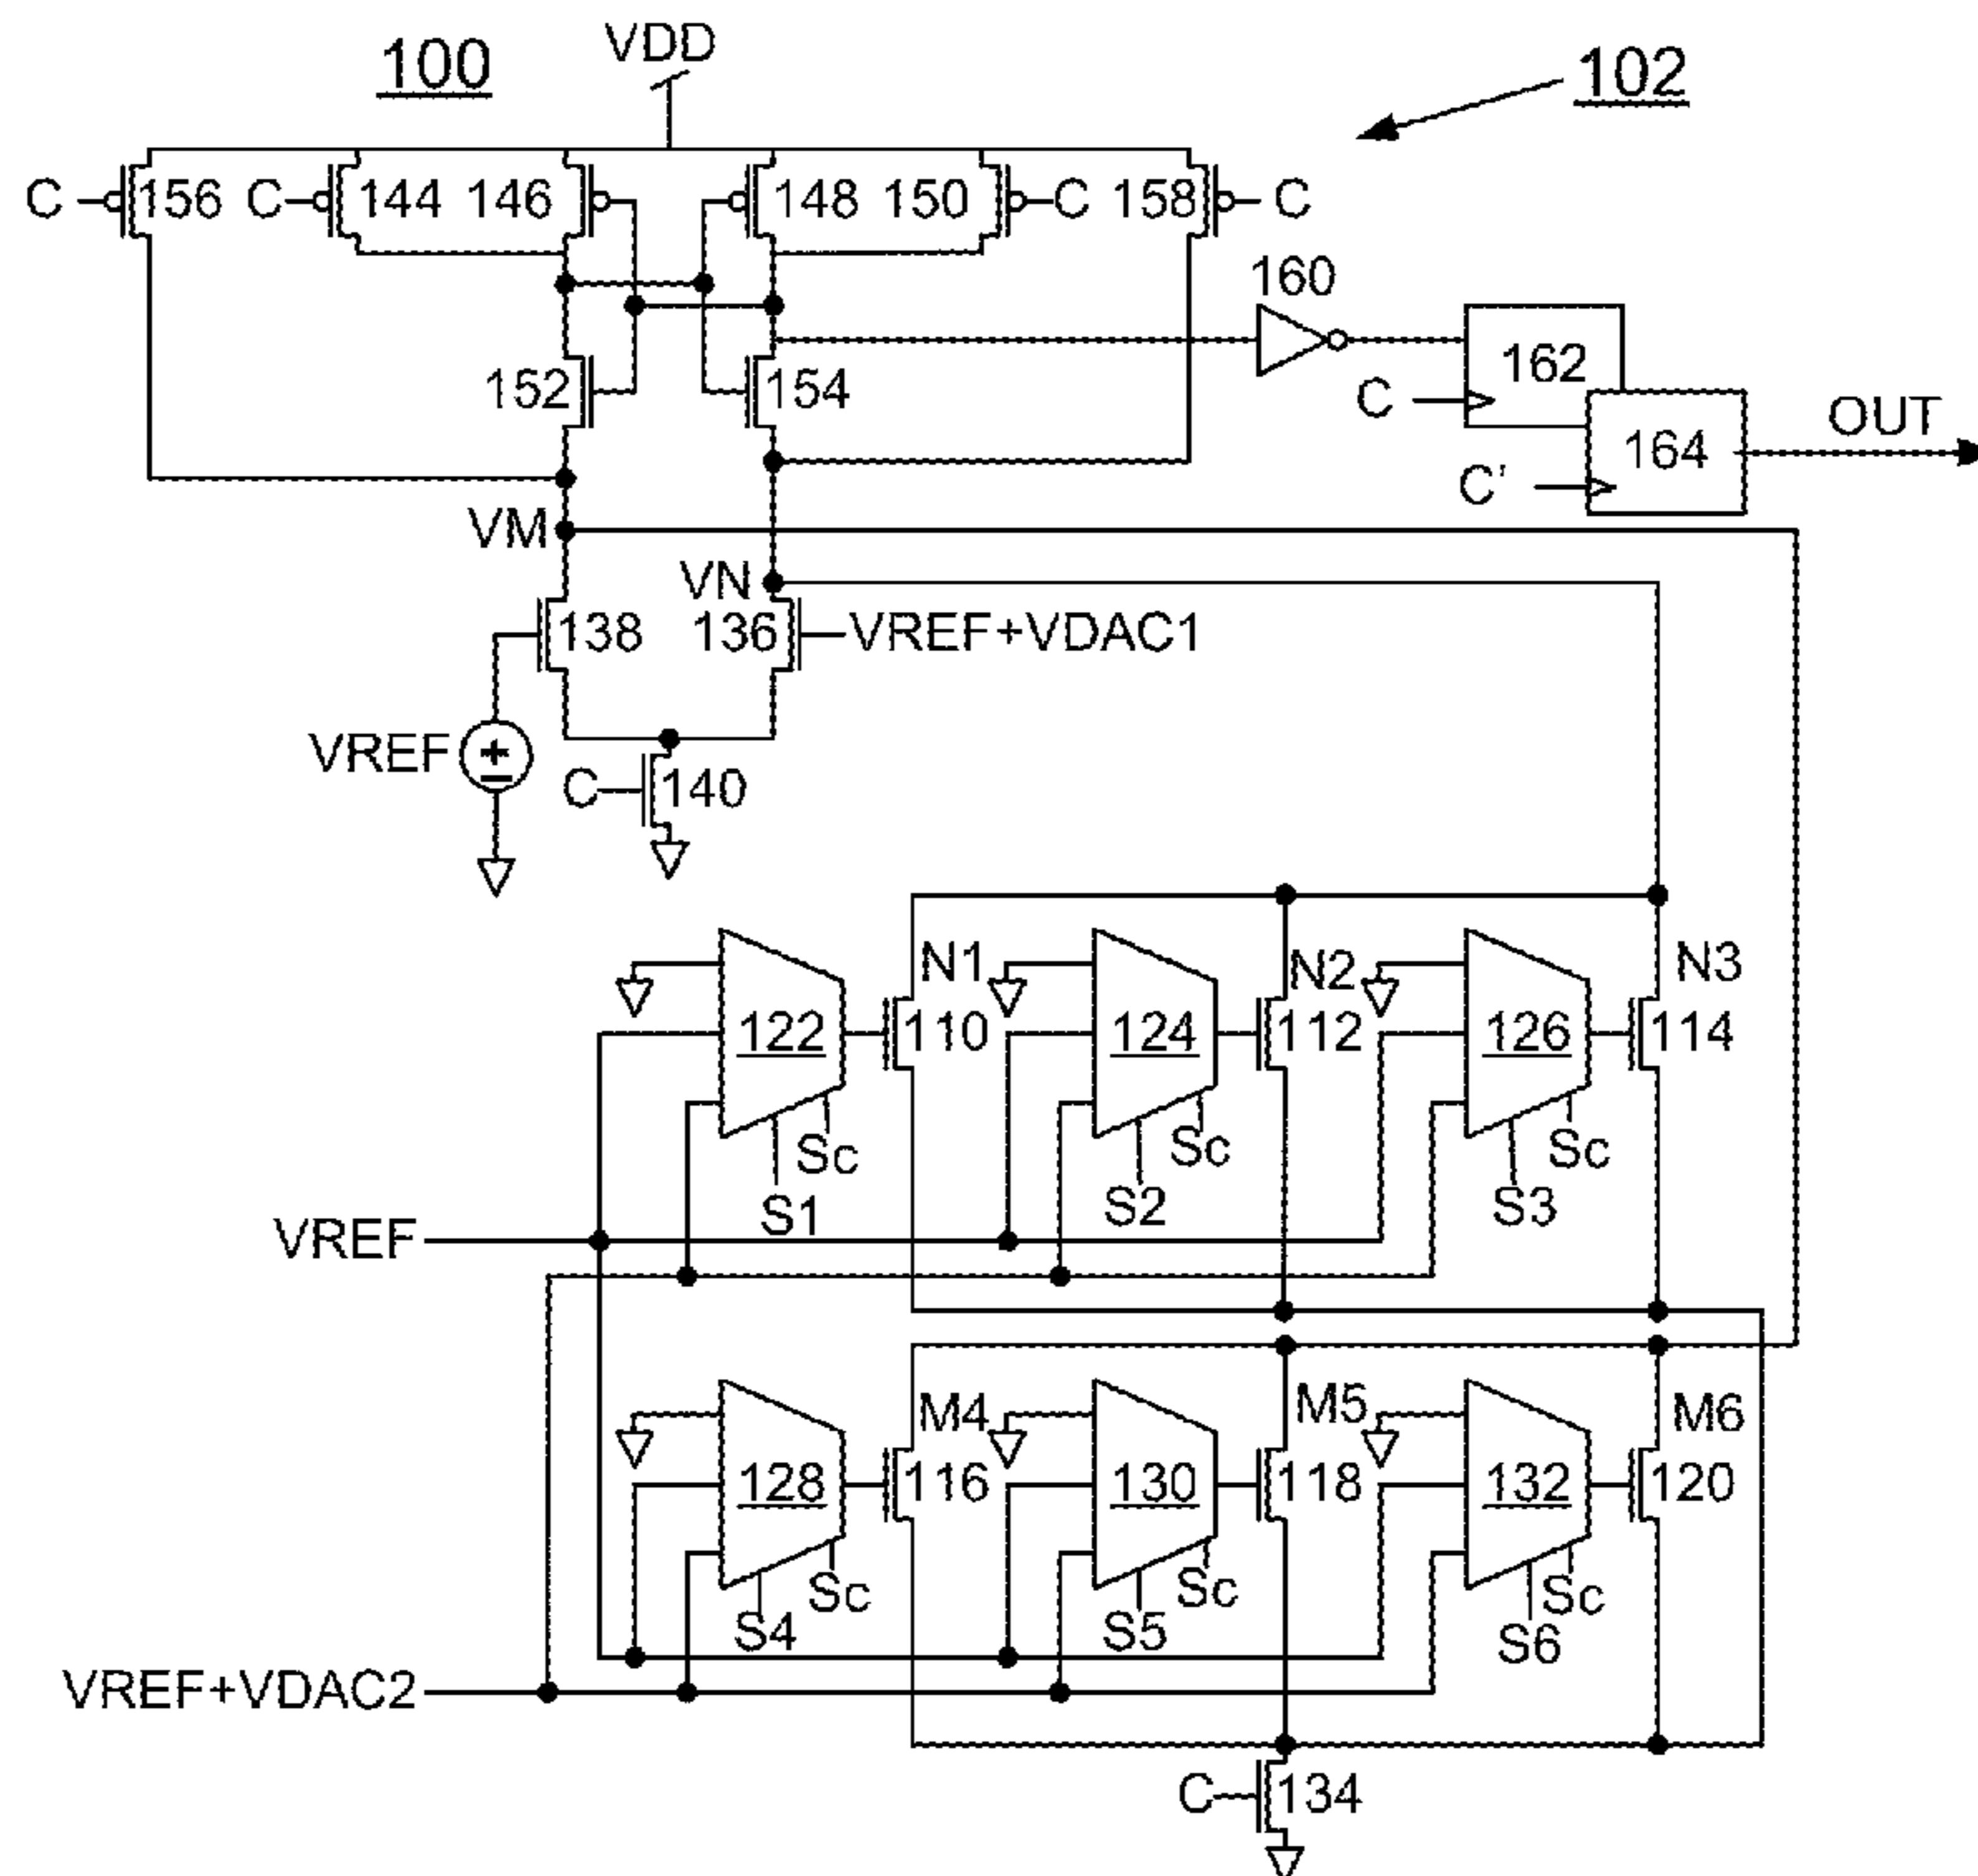 100
VDD
102
C
156
C
144
146
148
150
C
158
C
160
152
154
162
C
164
OUT
C'
VM
VN
138
136
VREF+VDAC1
VREF
C
140
N1
N2
N3
122
110
124
112
126
114
Sc
Sc
Sc
S1
S2
S3
VREF
M4
M5
M6
128
116
130
118
132
120
Sc
Sc
Sc
S4
S5
S6
VREF+VDAC2
C
134